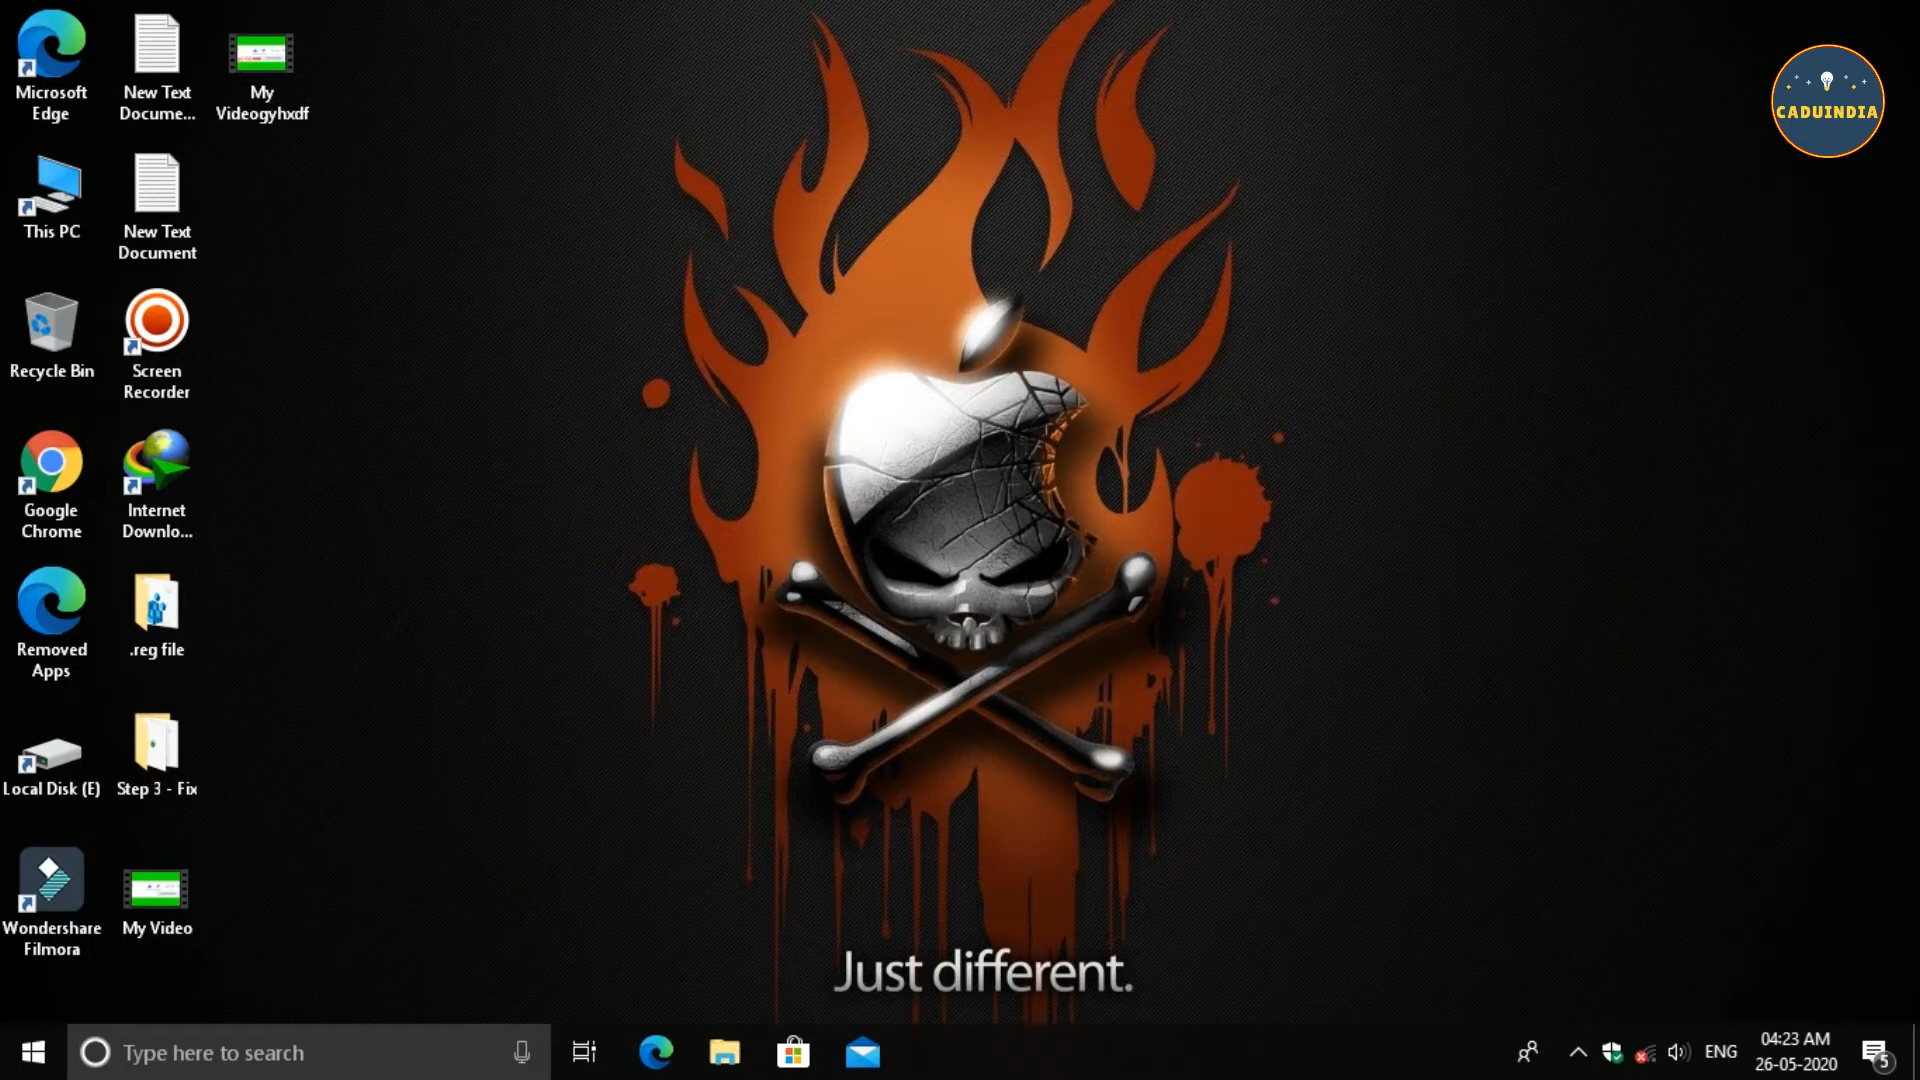 Microsoft
Edge
New Text
Docume...
My
Videogyhxdf
CADUINDIA
This PC
New Text
Document
Recycle Bin
Screen
Recorder
Google
Chrome
Internet
Downlo...
Removed
Apps
.reg file
Local Disk (E)
Step 3 - Fix
Wondershare
Filmora
My Video
Just different.
Type here to search
ENG
04:23 AM
26-05-2020
5